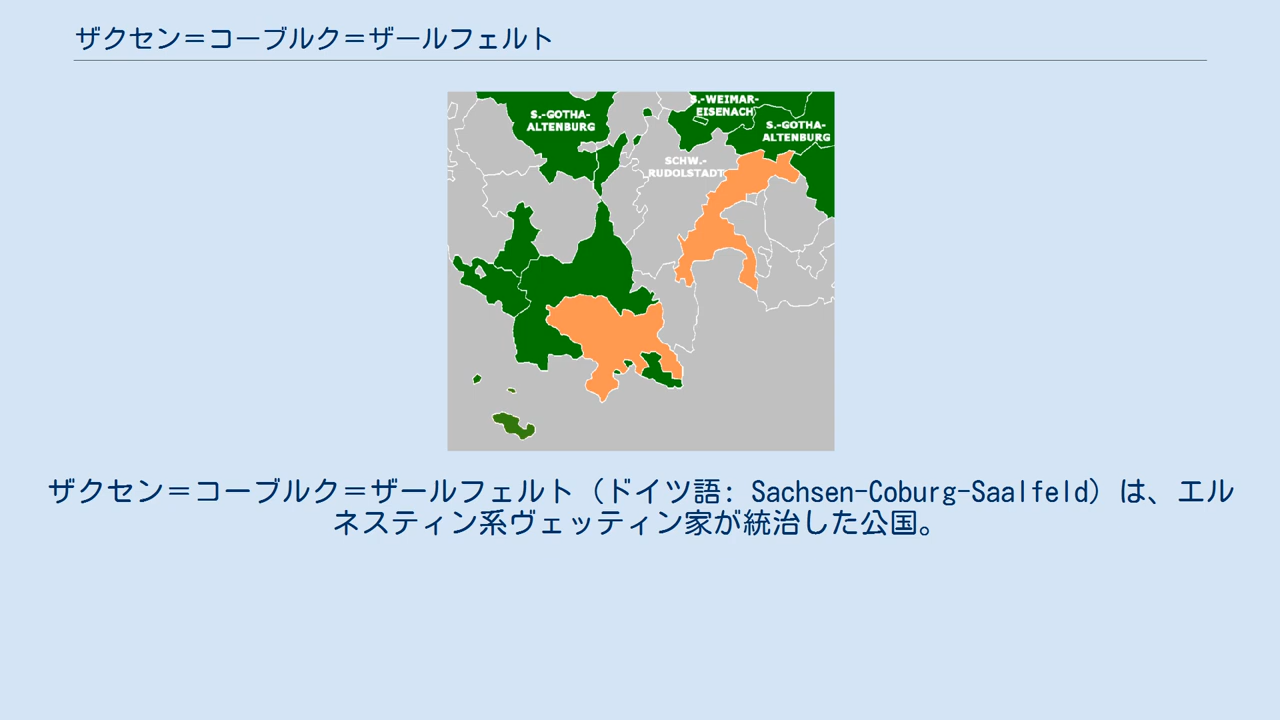 ザクセン＝コーブルク＝ザールフェルト
S.-GOTHA-
ALTENBURG
S.-WEIMAR-
EISENACH
S.-GOTHA-
ALTENBURG
SCHW.-
RUDOLSTADT
ザクセン＝コーブルク＝ザールフェルト（ドイツ語: Sachsen-Coburg-Saalfeld）は、エル
ネスティン系ヴェッティン家が統治した公国。